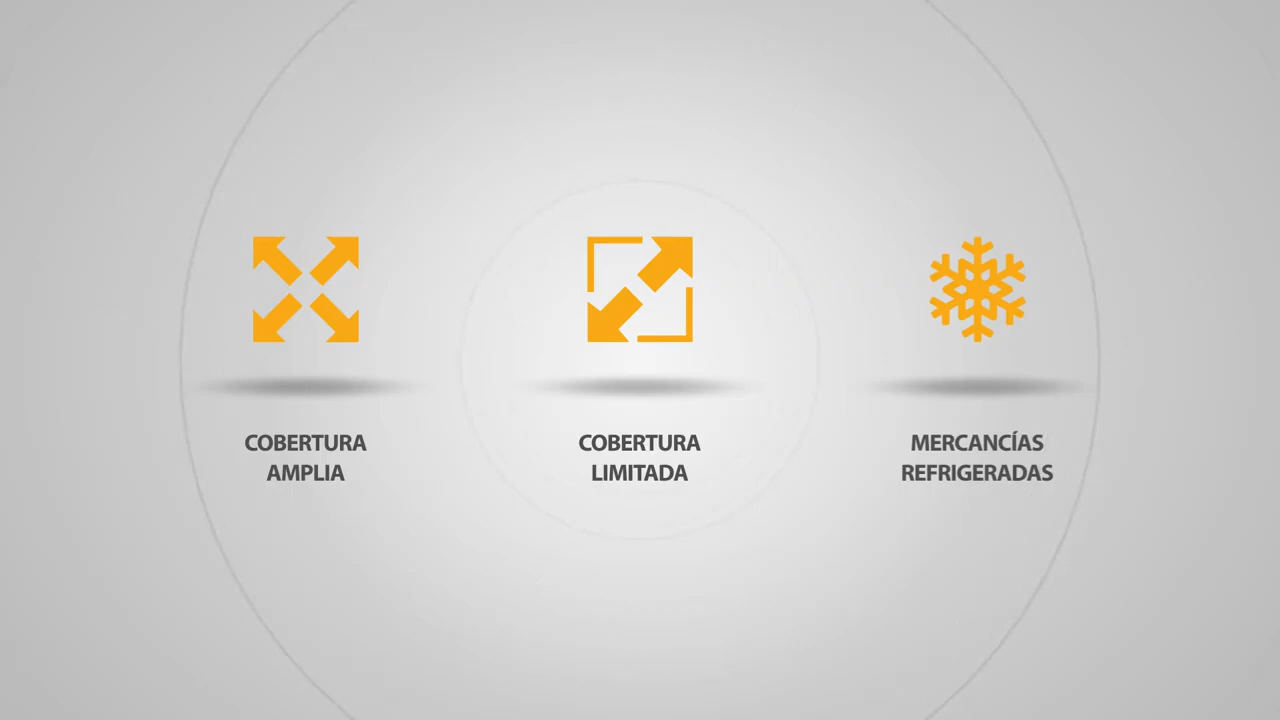 COBERTURA
AMPLIA
COBERTURA
LIMITADA
MERCANCÍAS
REFRIGERADAS